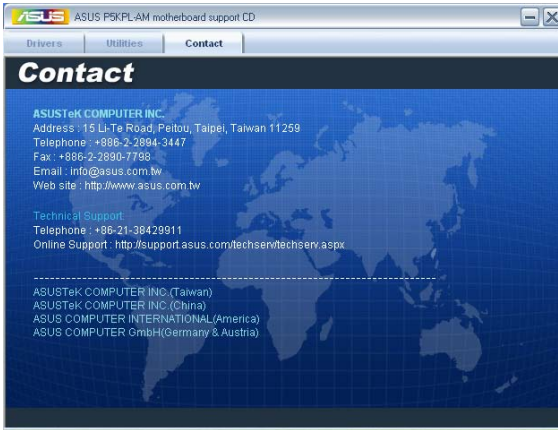 ASUS ASUS P5KPL-AM motherboard support CD
Drivers Utilities Contact
Contact
ASUSTeK COMPUTER INC.
Address : 15 Li-Te Road, Peitou, Taipei, Taiwan 11259
Telephone : +886-2-2894-3447
Fax : +886-2-2890-7798
Email : info@asus.com.tw
Web site : http://www.asus.com.tw
Technical Support
Telephone : +86-21-38429911
Online Support : http://support.asus.com/techserv/techserv.aspx
ASUSTeK COMPUTER INC.(Taiwan)
ASUSTeK COMPUTER INC.(China)
ASUS COMPUTER INTERNATIONAL(America)
ASUS COMPUTER GmbH(Germany & Austria)